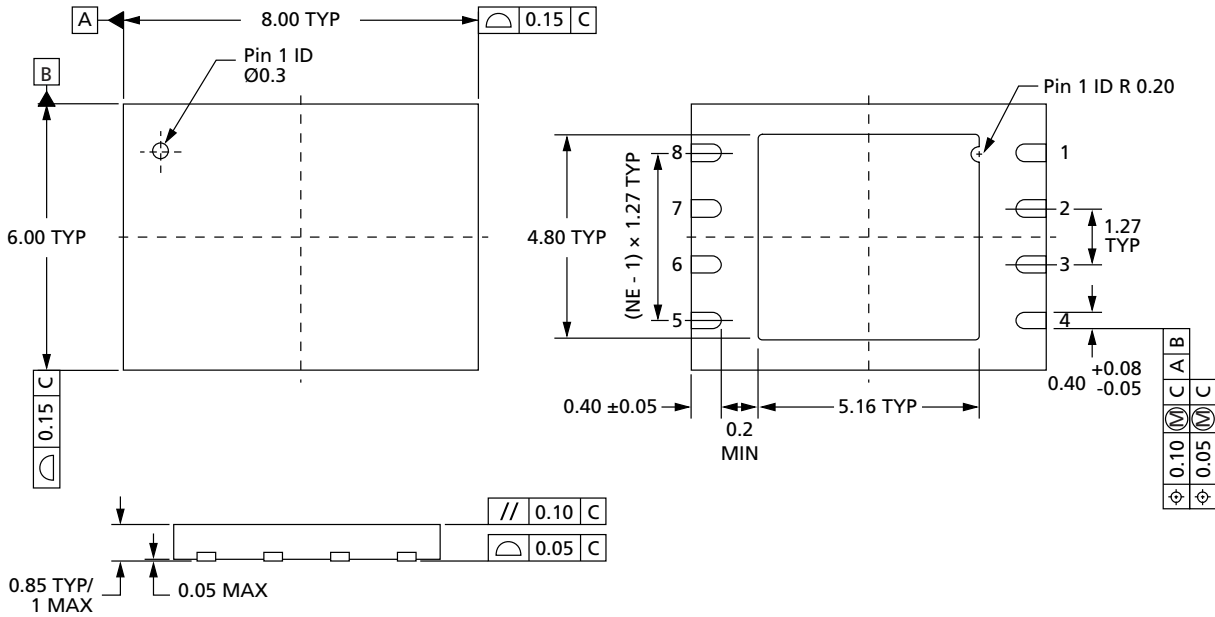 A
8.00 TYP
⌓ 0.15 C
Pin 1 ID
Ø0.3
B
6.00 TYP
⌓ 0.15 C
Pin 1 ID R 0.20
8
7
6
5
1
2
3
4
4.80 TYP
(NE - 1) × 1.27 TYP
1.27
TYP
0.40 ±0.05
0.2
MIN
5.16 TYP
0.40 +0.08
-0.05
⌖ 0.10 Ⓜ C A B
⌖ 0.05 Ⓜ C
// 0.10 C
⌓ 0.05 C
0.85 TYP/
1 MAX
0.05 MAX